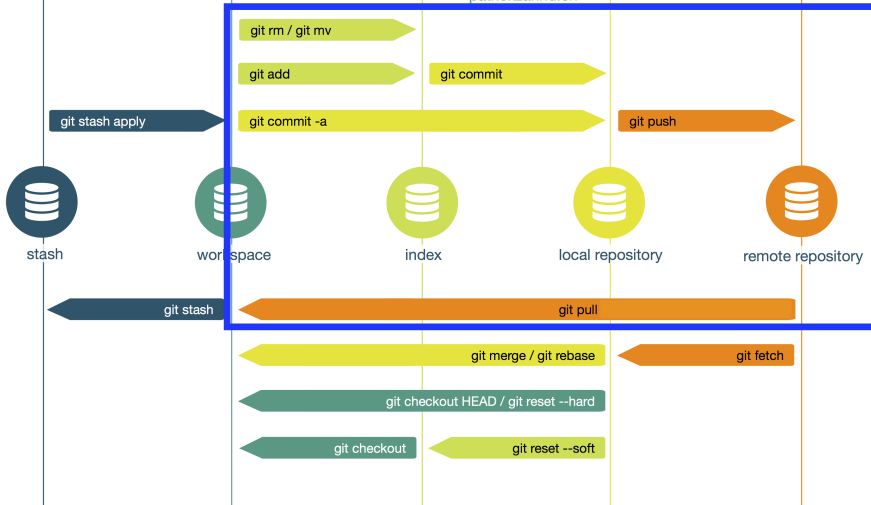 git rm / git mv
git add
git commit
git stash apply
git commit -a
git push
stash
workspace
index
local repository
remote repository
git stash
git pull
git merge / git rebase
git fetch
git checkout HEAD / git reset --hard
git checkout
git reset --soft